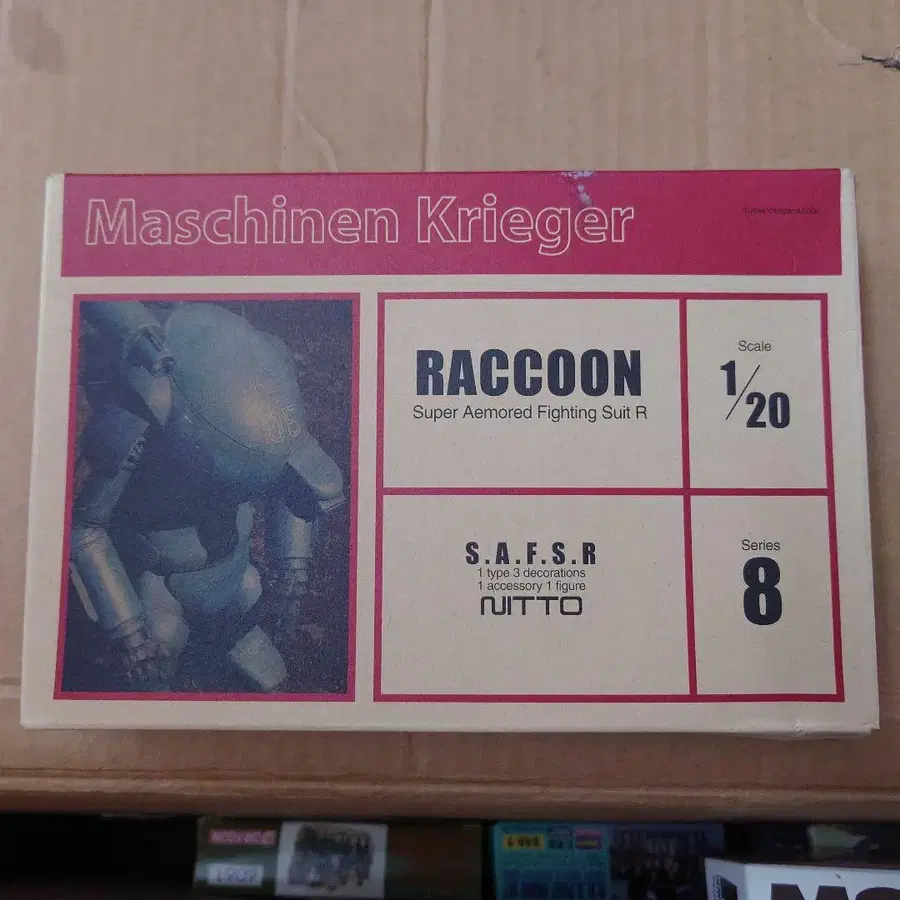 Maschinen Krieger
RACCOON
Super Aemored Fighting Suit R
Scale
1/20
S.A.F.S.R
1 type 3 decorations
1 accessory 1 figure
NITTO
Series
8